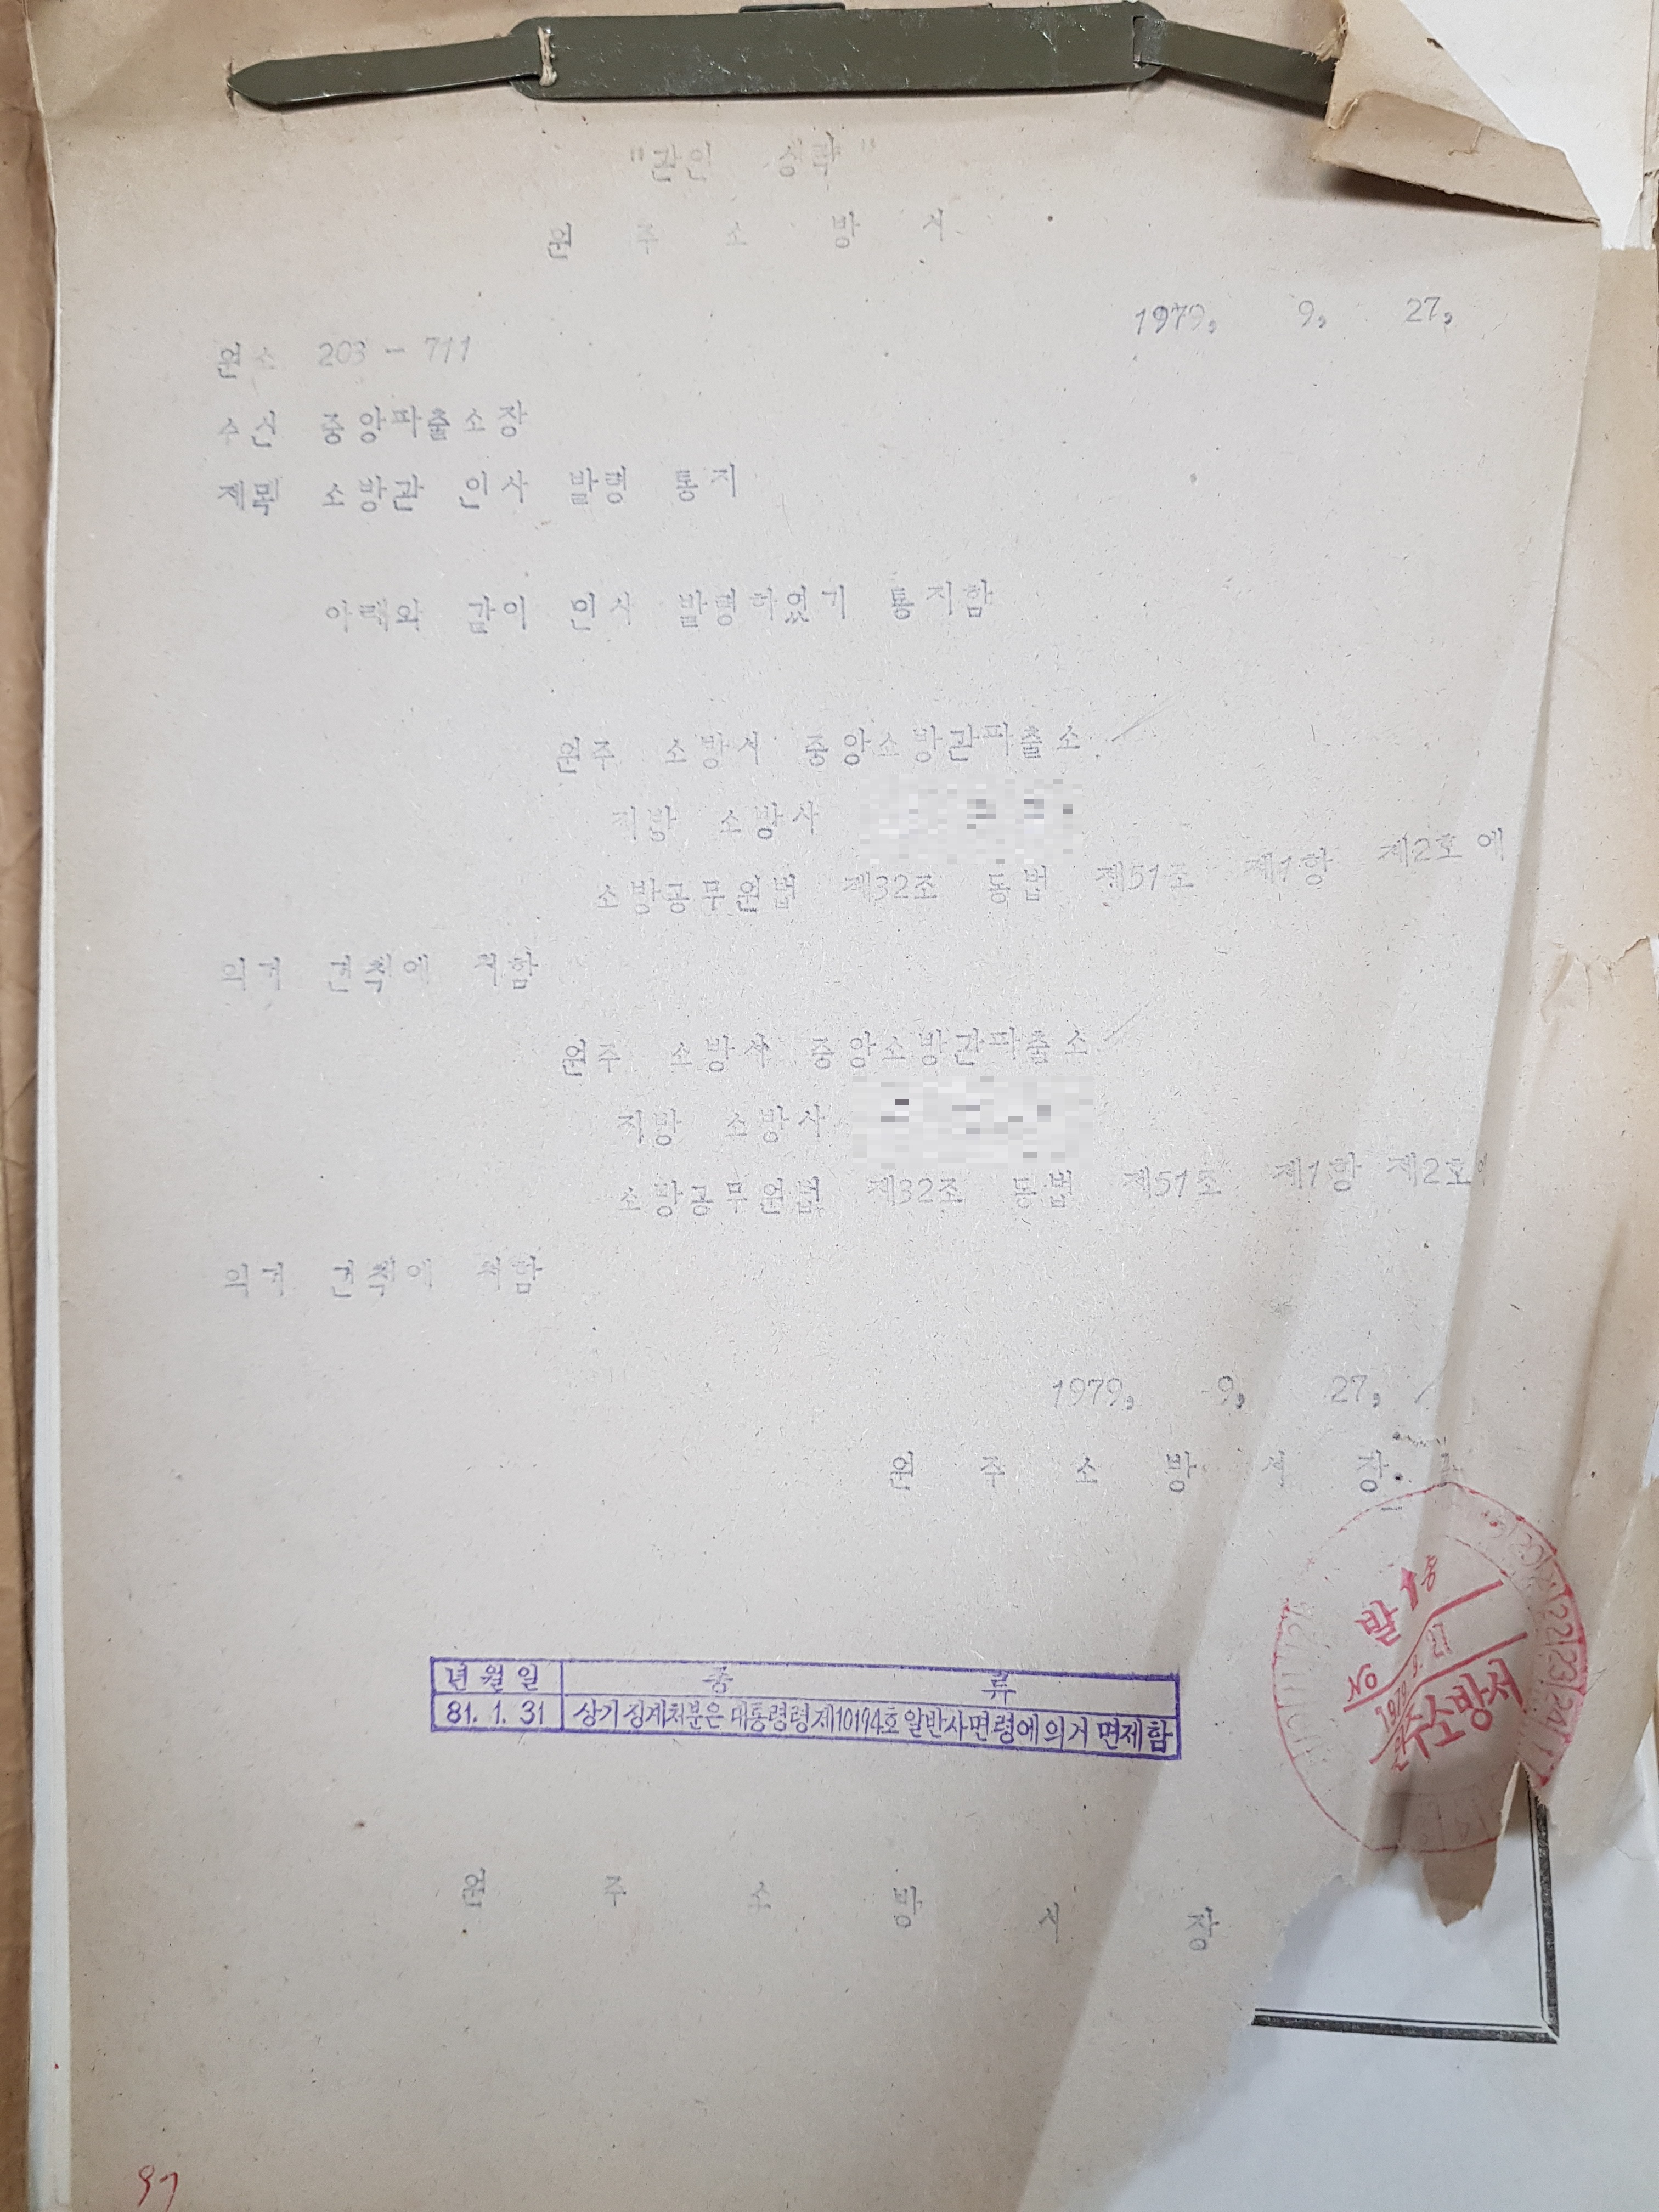 "관인 생략"
원 주 소 방 서
1979, 9, 27,
원소 203 - 711
수신 중앙파출소장
제목 소방관 인사 발령 통지
아래와 같이 인사 발령하였기 통지함
원주 소방서 중앙소방관파출소
지방 소방사
소방공무원법 제32조 동법 제51조 제1항 제2호에
의거 견책에 처함
원주 소방서 중앙소방관파출소
지방 소방사
소방공무원법 제32조 동법 제51조 제1항 제2호
의거 견책에 처함
1979, 9, 27,
원 주 소 방 서 장
발 송
주소방서
년월일 종 류
81. 1. 31 상기 징계처분은 대통령령 제10194호 일반사면령에 의거 면제함
원 주 소 방 서 장
97